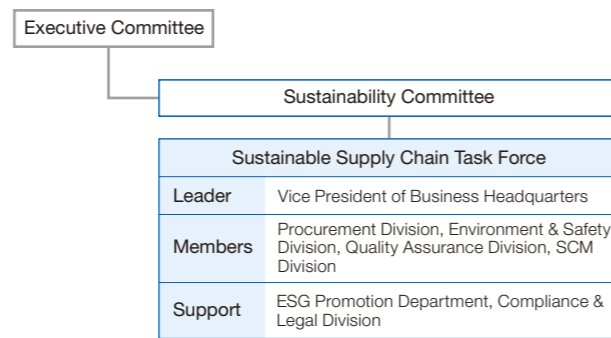 Executive Committee
Sustainability Committee
Sustainable Supply Chain Task Force
Leader
Vice President of Business Headquarters
Members
Procurement Division, Environment & Safety
Division, Quality Assurance Division, SCM
Division
Support
ESG Promotion Department, Compliance &
Legal Division